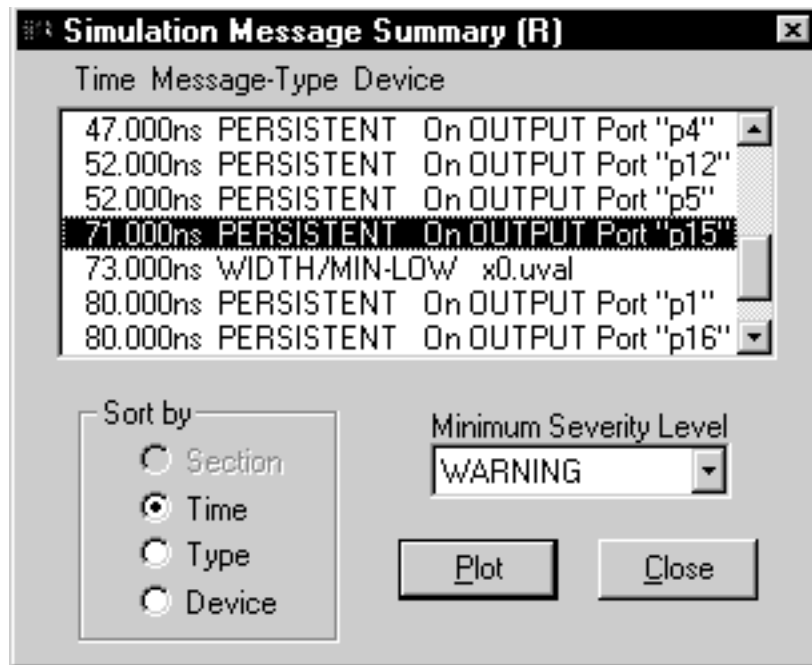 Simulation Message Summary (R)
Time Message-Type Device
47.000ns PERSISTENT On OUTPUT Port "p4"
52.000ns PERSISTENT On OUTPUT Port "p12"
52.000ns PERSISTENT On OUTPUT Port "p5"
71.000ns PERSISTENT On OUTPUT Port "p15"
73.000ns WIDTH/MIN-LOW x0.uval
80.000ns PERSISTENT On OUTPUT Port "p1"
80.000ns PERSISTENT On OUTPUT Port "p16"
Sort by
Section
Time
Type
Device
Minimum Severity Level
WARNING
Plot
Close